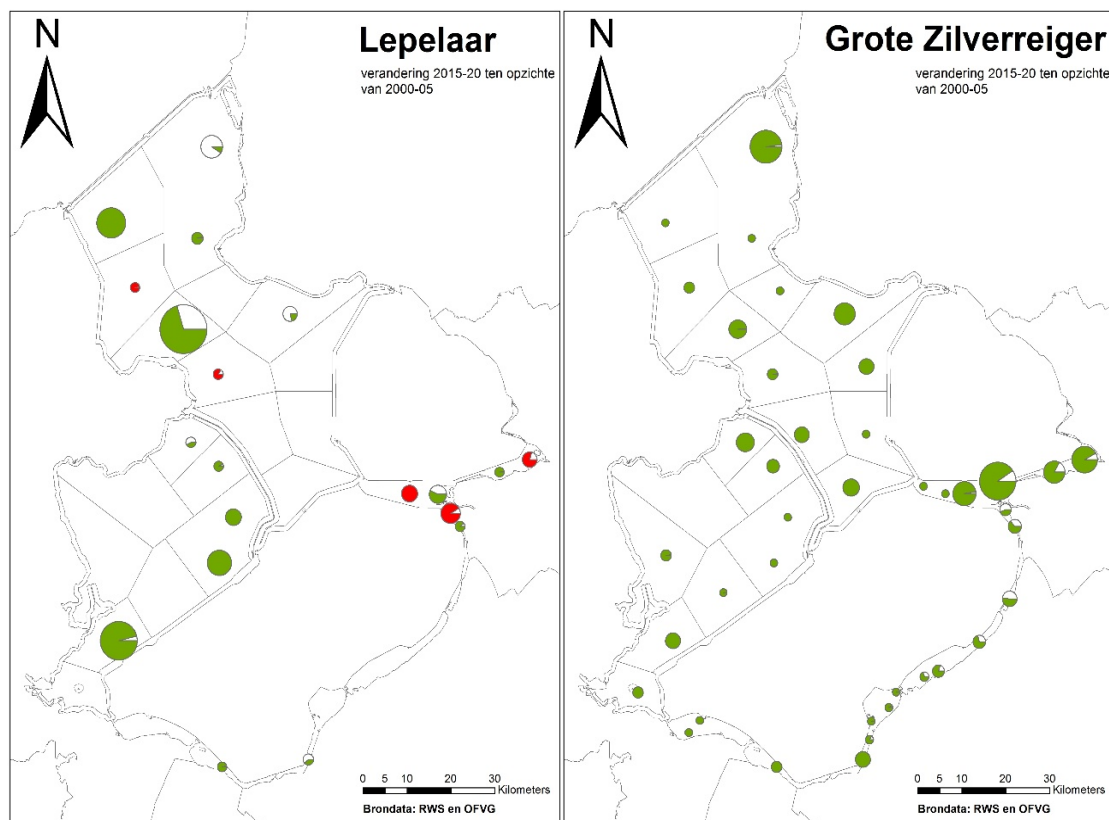 N
Lepelaar
verandering 2015-20 ten opzichte
van 2000-05
0 5 10 20 30
Kilometers
Brondata: RWS en OFVG
N
Grote Zilverreiger
verandering 2015-20 ten opzichte
van 2000-05
0 5 10 20 30
Kilometers
Brondata: RWS en OFVG